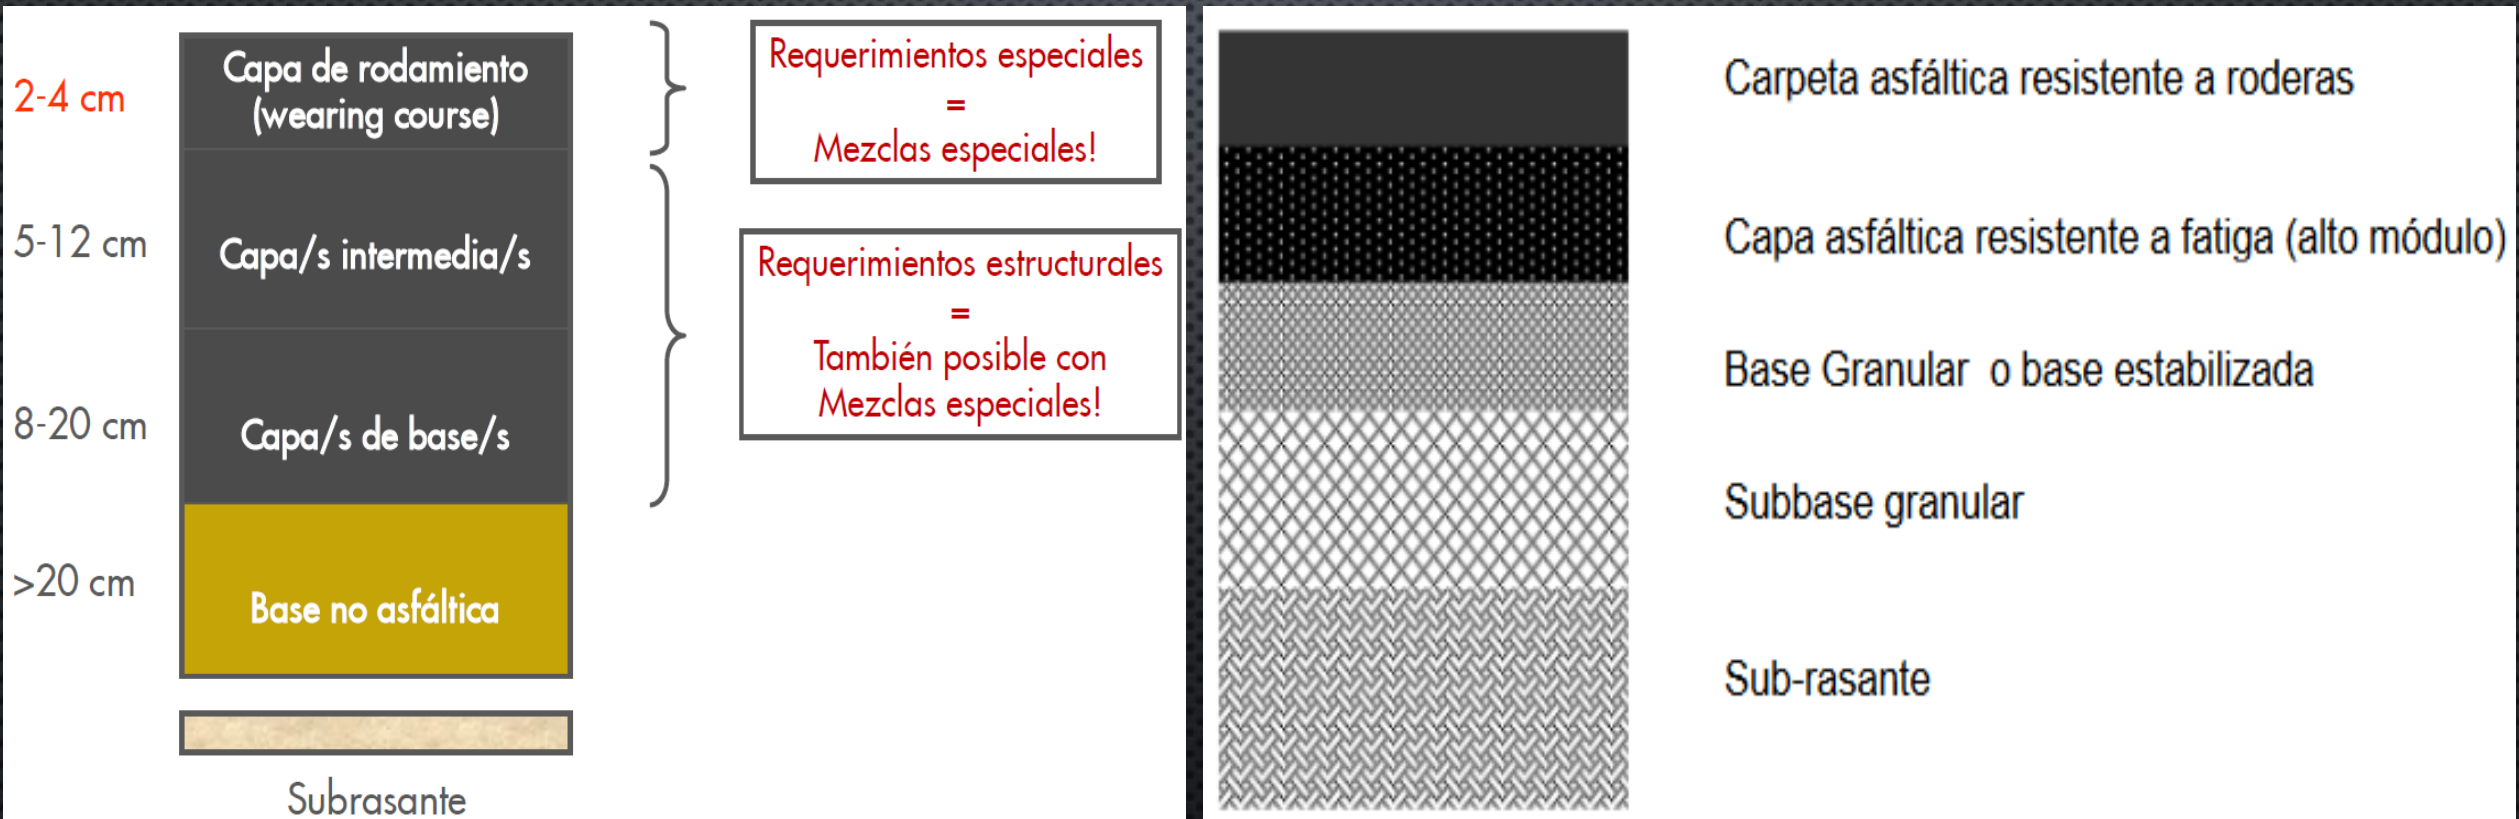 2-4 cm
Capa de rodamiento
(wearing course)
5-12 cm
Capa/s intermedia/s
8-20 cm
Capa/s de base/s
>20 cm
Base no asfáltica
Subrasante
Requerimientos especiales
=
Mezclas especiales!
Requerimientos estructurales
=
También posible con
Mezclas especiales!
Carpeta asfáltica resistente a roderas
Capa asfáltica resistente a fatiga (alto módulo)
Base Granular o base estabilizada
Subbase granular
Sub-rasante